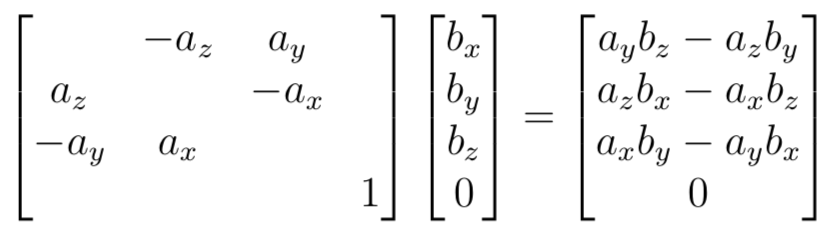 [ −a_z a_y ; a_z −a_x ; −a_y a_x ; 1 ] [ b_x ; b_y ; b_z ; 0 ] = [ a_y b_z − a_z b_y ; a_z b_x − a_x b_z ; a_x b_y − a_y b_x ; 0 ]